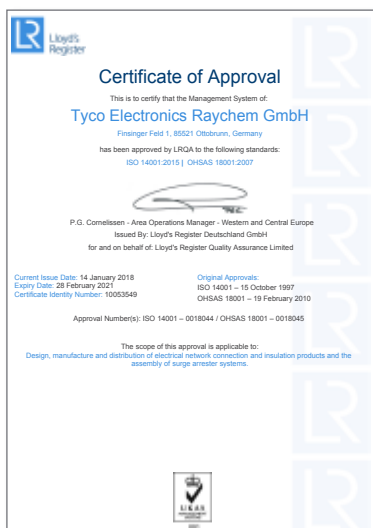 LR
Lloyd's
Register
Certificate of Approval
This is to certify that the Management System of:
Tyco Electronics Raychem GmbH
Finsinger Feld 1, 85521 Ottobrunn, Germany
has been approved by LRQA to the following standards:
ISO 14001:2015 | OHSAS 18001:2007
P.G. Cornelissen - Area Operations Manager - Western and Central Europe
Issued By: Lloyd's Register Deutschland GmbH
for and on behalf of: Lloyd's Register Quality Assurance Limited
Current Issue Date: 14 January 2018
Expiry Date: 28 February 2021
Certificate Identity Number: 10053549
Original Approvals:
ISO 14001 – 15 October 1997
OHSAS 18001 – 19 February 2010
Approval Number(s): ISO 14001 – 0018044 / OHSAS 18001 – 0018045
The scope of this approval is applicable to:
Design, manufacture and distribution of electrical network connection and insulation products and the
assembly of surge arrester systems.
UKAS
MANAGEMENT
SYSTEMS